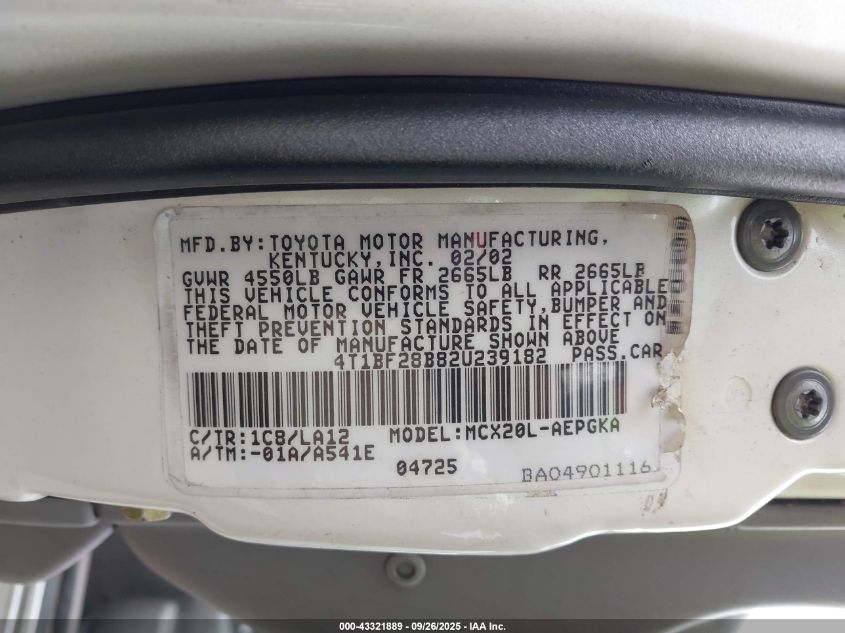 MFD.BY:TOYOTA MOTOR MANUFACTURING,
KENTUCKY,INC. 02/02
GVWR 4550LB GAWR FR 2665LB RR 2665LB
THIS VEHICLE CONFORMS TO ALL APPLICABLE
FEDERAL MOTOR VEHICLE SAFETY,BUMPER AND
THEFT PREVENTION STANDARDS IN EFFECT ON
THE DATE OF MANUFACTURE SHOWN ABOVE
4T1BF28B82U239182 PASS.CAR
C/TR:1C8/LA12 MODEL:MCX20L-AEPGKA
A/TM:-01A/A541E
04725 BA04901116
000-43321889 - 09/26/2025 - IAA Inc.